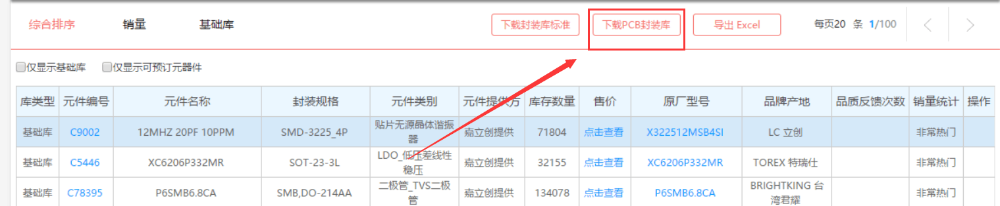 综合排序 销量 基础库 下载封装库标准 下载PCB封装库 导出 Excel 每页20 条 1/100
仅显示基础库 仅显示可预订元器件
库类型 元件编号 元件名称 封装规格 元件类别 元件提供方 库存数量 售价 原厂型号 品牌产地 品质反馈次数 销量统计 操作
基础库 C9002 12MHZ 20PF 10PPM SMD-3225_4P 贴片无源晶体谐振器 嘉立创提供 71804 点击查看 X322512MSB4SI LC 立创 非常热门
基础库 C5446 XC6206P332MR SOT-23-3L LDO_低压差线性稳压 嘉立创提供 32155 点击查看 XC6206P332MR TOREX 特瑞仕 非常热门
基础库 C78395 P6SMB6.8CA SMB,DO-214AA 二极管_TVS二极管 嘉立创提供 134078 点击查看 P6SMB6.8CA BRIGHTKING 台湾君耀 非常热门